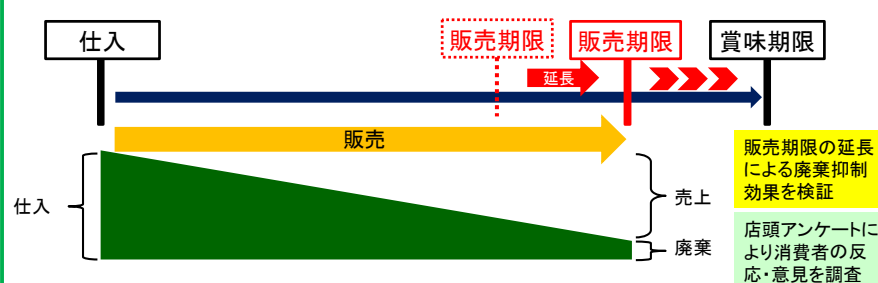 仕入
販売期限
販売期限
賞味期限
延長
販売
仕入
売上
廃棄
販売期限の延長
による廃棄抑制
効果を検証
店頭アンケートに
より消費者の反
応・意見を調査